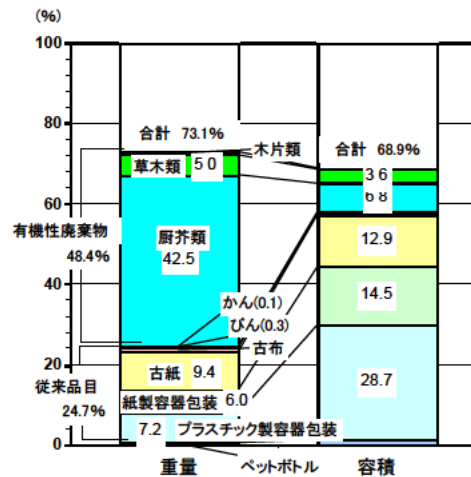 (%)
100
80
60
40
20
0
合計 73.1%
木片類
合計 68.9%
草木類 5 0
3 6
6 8
有機性廃棄物
48.4%
厨芥類
42.5
12.9
かん(0.1)
びん(0.3)
古布
14.5
従来品目
24.7%
古紙 9.4
紙製容器包装 6.0
28.7
7.2 プラスチック製容器包装
重量
ペットボトル
容積